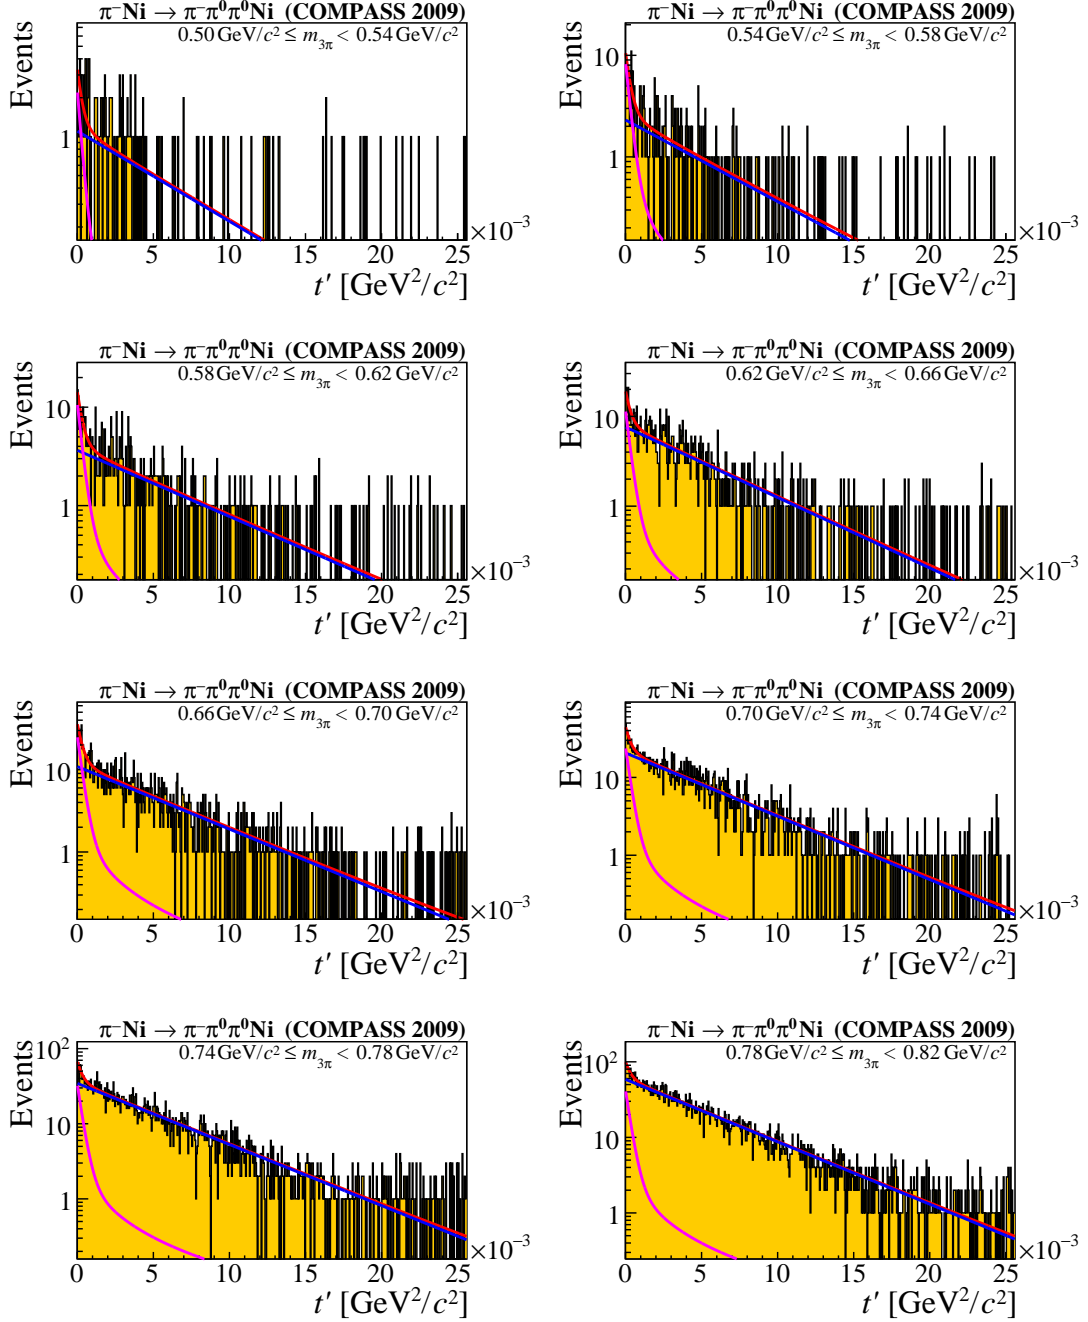 π⁻Ni → π⁻π⁰π⁰Ni (COMPASS 2009)
0.50 GeV/c² ≤ m₃π < 0.54 GeV/c²
Events
1
0 5 10 15 20 25 ×10⁻³
t′ [GeV²/c²]
π⁻Ni → π⁻π⁰π⁰Ni (COMPASS 2009)
0.54 GeV/c² ≤ m₃π < 0.58 GeV/c²
Events
10
1
0 5 10 15 20 25 ×10⁻³
t′ [GeV²/c²]
π⁻Ni → π⁻π⁰π⁰Ni (COMPASS 2009)
0.58 GeV/c² ≤ m₃π < 0.62 GeV/c²
Events
10
1
0 5 10 15 20 25 ×10⁻³
t′ [GeV²/c²]
π⁻Ni → π⁻π⁰π⁰Ni (COMPASS 2009)
0.62 GeV/c² ≤ m₃π < 0.66 GeV/c²
Events
10
1
0 5 10 15 20 25 ×10⁻³
t′ [GeV²/c²]
π⁻Ni → π⁻π⁰π⁰Ni (COMPASS 2009)
0.66 GeV/c² ≤ m₃π < 0.70 GeV/c²
Events
10
1
0 5 10 15 20 25 ×10⁻³
t′ [GeV²/c²]
π⁻Ni → π⁻π⁰π⁰Ni (COMPASS 2009)
0.70 GeV/c² ≤ m₃π < 0.74 GeV/c²
Events
10
1
0 5 10 15 20 25 ×10⁻³
t′ [GeV²/c²]
π⁻Ni → π⁻π⁰π⁰Ni (COMPASS 2009)
0.74 GeV/c² ≤ m₃π < 0.78 GeV/c²
Events
10²
10
1
0 5 10 15 20 25 ×10⁻³
t′ [GeV²/c²]
π⁻Ni → π⁻π⁰π⁰Ni (COMPASS 2009)
0.78 GeV/c² ≤ m₃π < 0.82 GeV/c²
Events
10²
10
1
0 5 10 15 20 25 ×10⁻³
t′ [GeV²/c²]